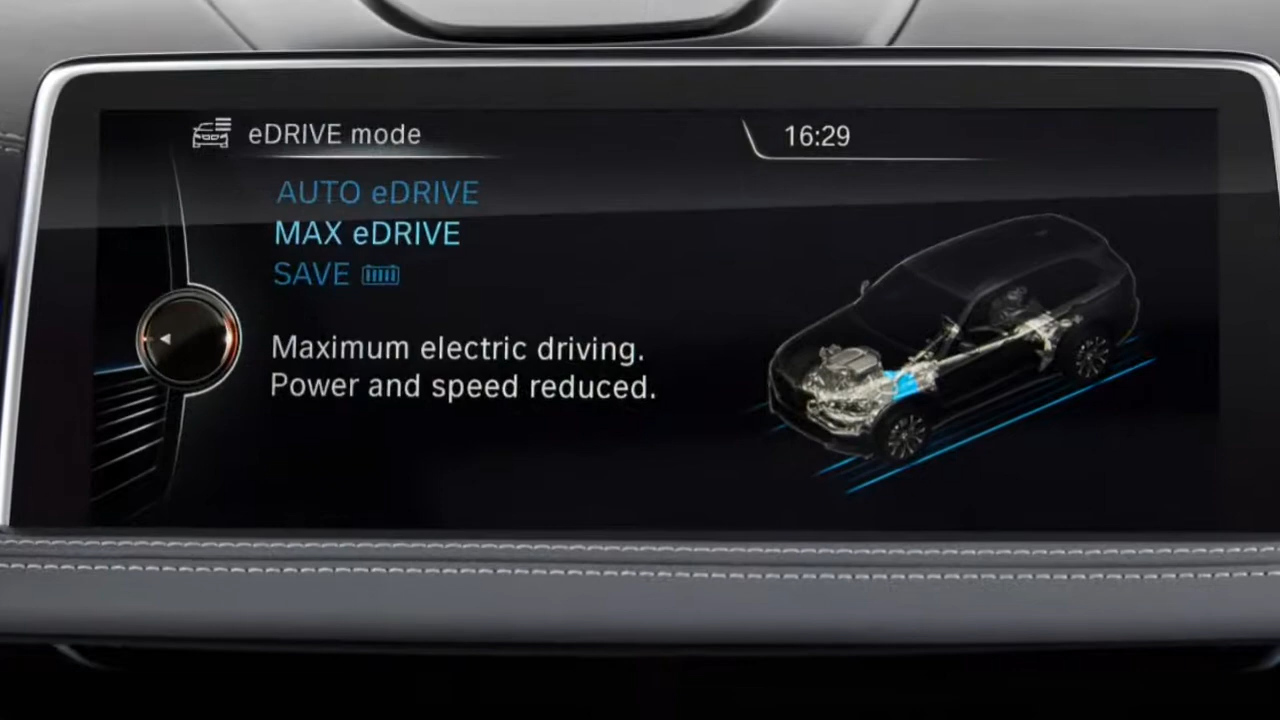 eDRIVE mode
16:29
AUTO eDRIVE
MAX eDRIVE
SAVE
Maximum electric driving.
Power and speed reduced.